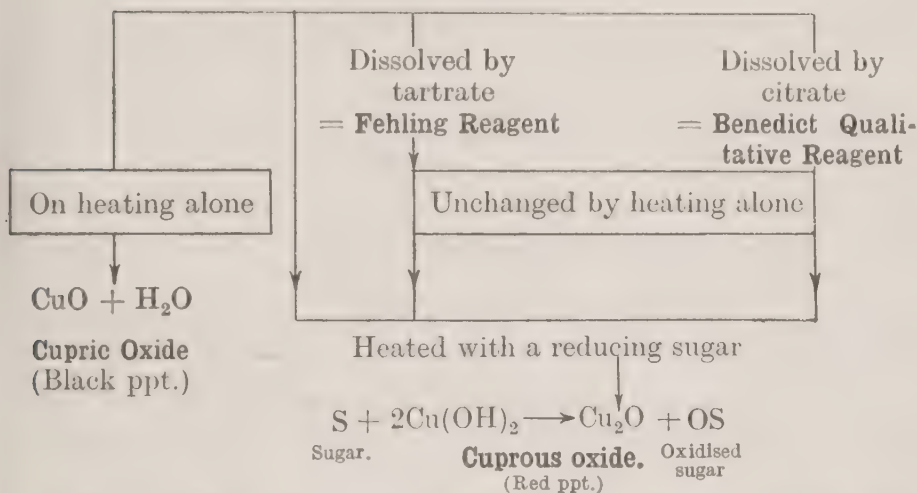 Dissolved by
tartrate
= Fehling Reagent
Dissolved by
citrate
= Benedict Quali-
tative Reagent
On heating alone
Unchanged by heating alone
CuO + H₂O
Cupric Oxide
(Black ppt.)
Heated with a reducing sugar
S + 2Cu(OH)₂ ⟶ Cu₂O + OS
Sugar. Cuprous oxide. Oxidised
sugar
(Red ppt.)